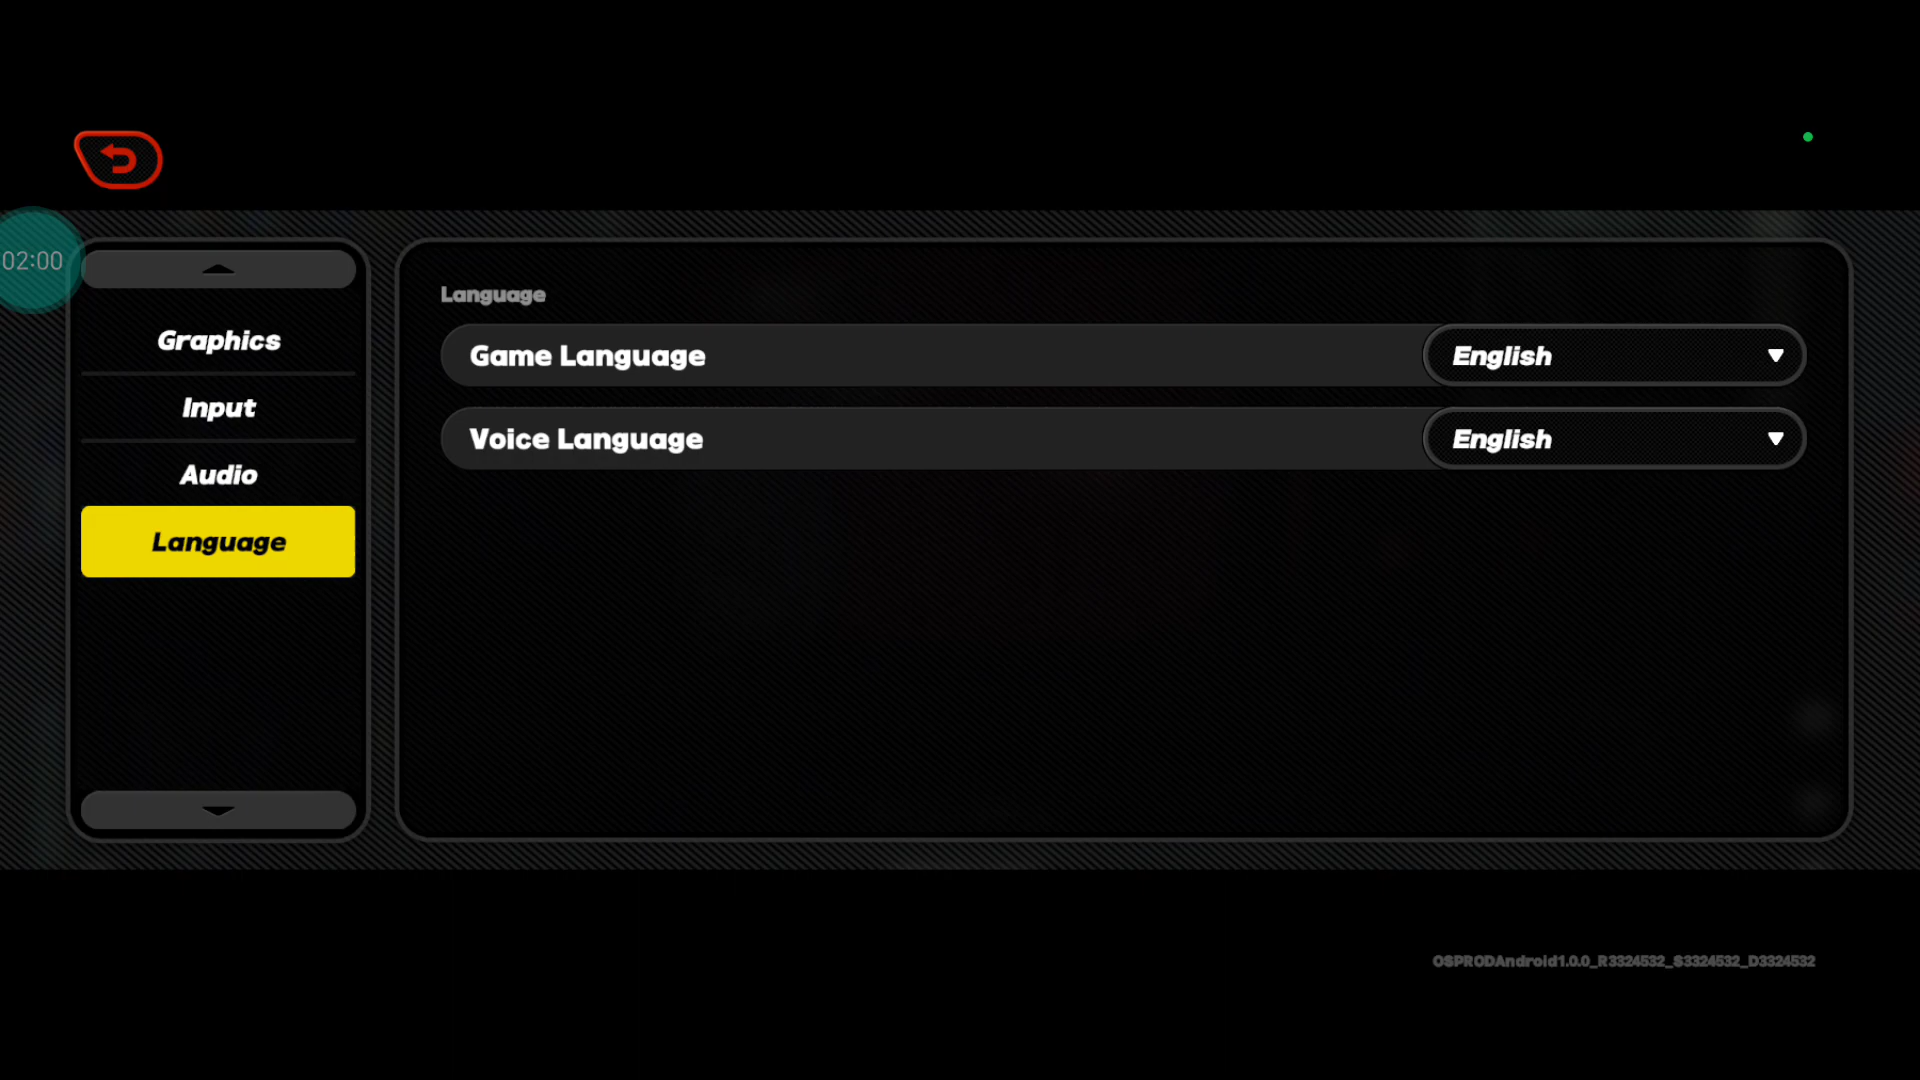 02:00
Graphics
Input
Audio
Language
Language
Game Language
English
Voice Language
English
OSPRODAndroid1.0.0_R3324532_S3324532_D3324532